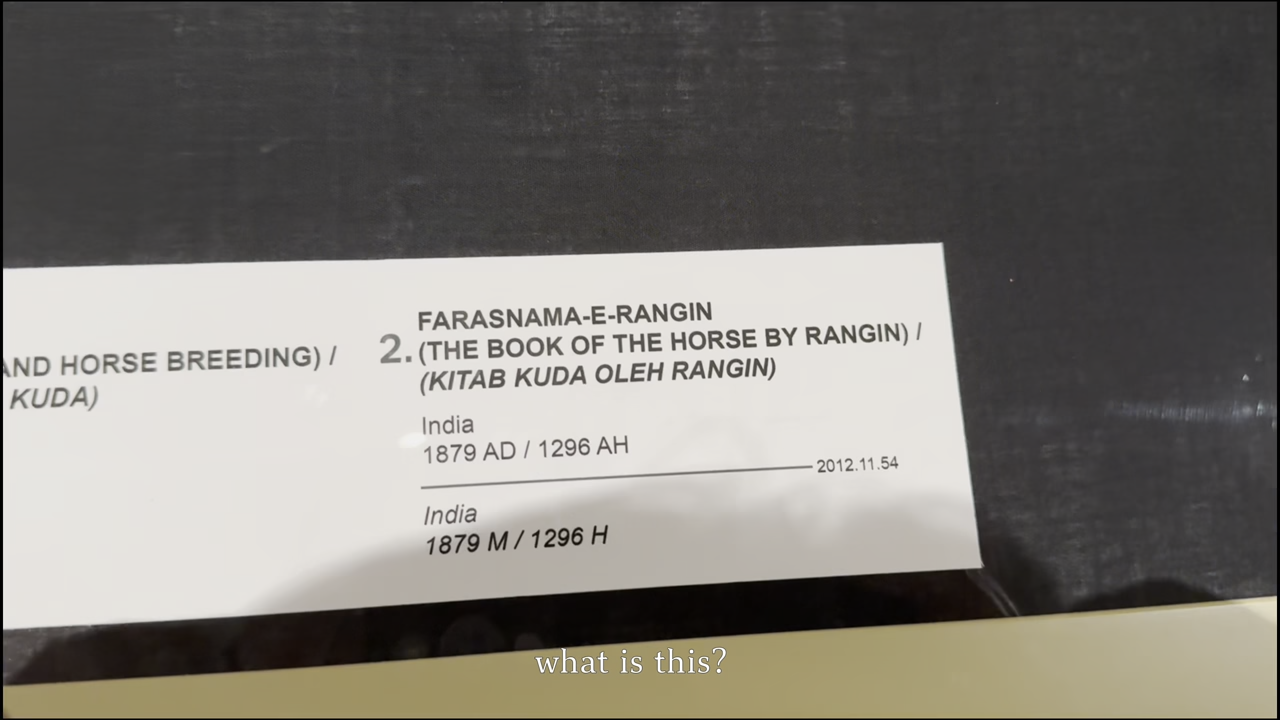 AND HORSE BREEDING) /
KUDA)
2.
FARASNAMA-E-RANGIN
(THE BOOK OF THE HORSE BY RANGIN) /
(KITAB KUDA OLEH RANGIN)
India
1879 AD / 1296 AH
2012.11.54
India
1879 M / 1296 H
what is this?